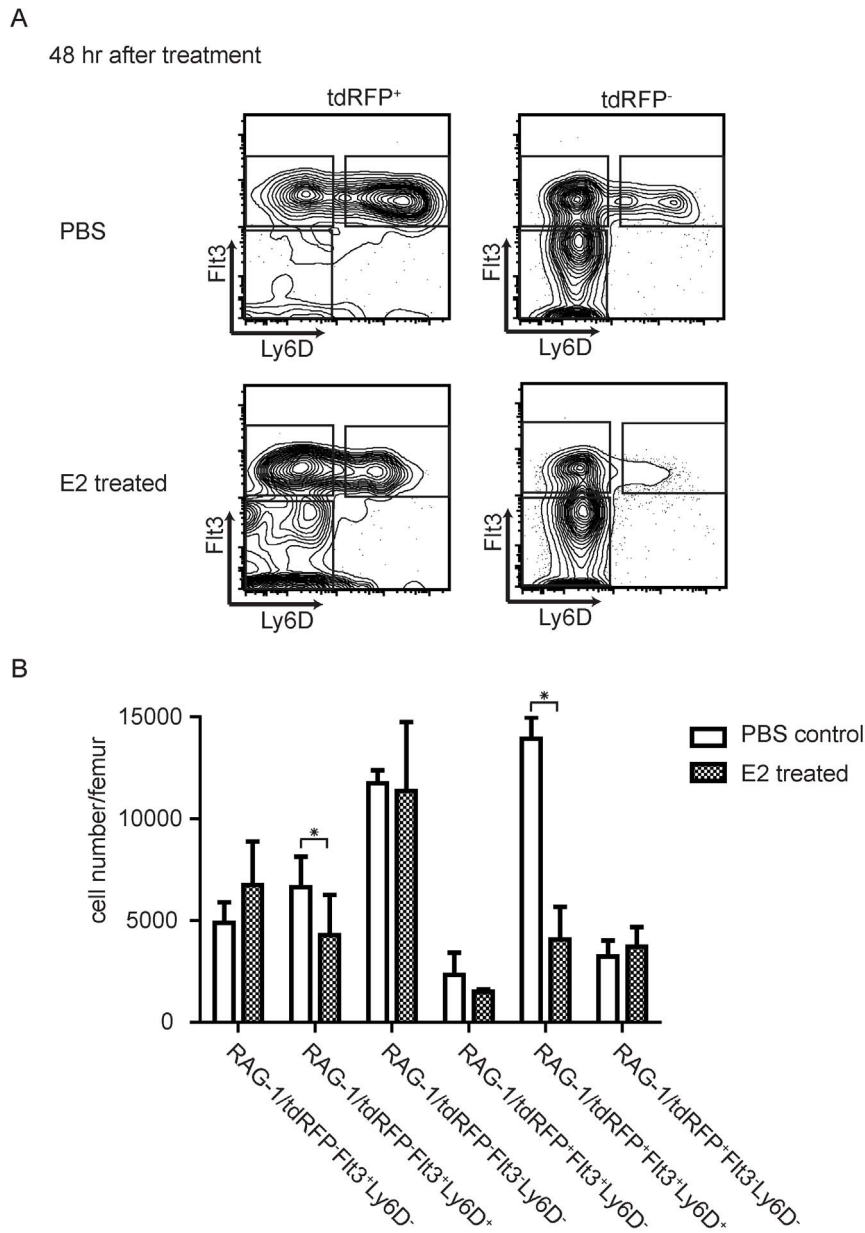 A
48 hr after treatment
tdRFP⁺ tdRFP⁻
PBS
Flt3 Flt3
Ly6D Ly6D
E2 treated
Flt3 Flt3
Ly6D Ly6D
B
15000
10000
5000
0
cell number/femur
* *
PBS control
E2 treated
RAG-1/tdRFP⁻Flt3⁺Ly6D⁻
RAG-1/tdRFP⁻Flt3⁺Ly6D⁺
RAG-1/tdRFP⁻Flt3⁻Ly6D⁻
RAG-1/tdRFP⁺Flt3⁺Ly6D⁻
RAG-1/tdRFP⁺Flt3⁺Ly6D⁺
RAG-1/tdRFP⁺Flt3⁻Ly6D⁻